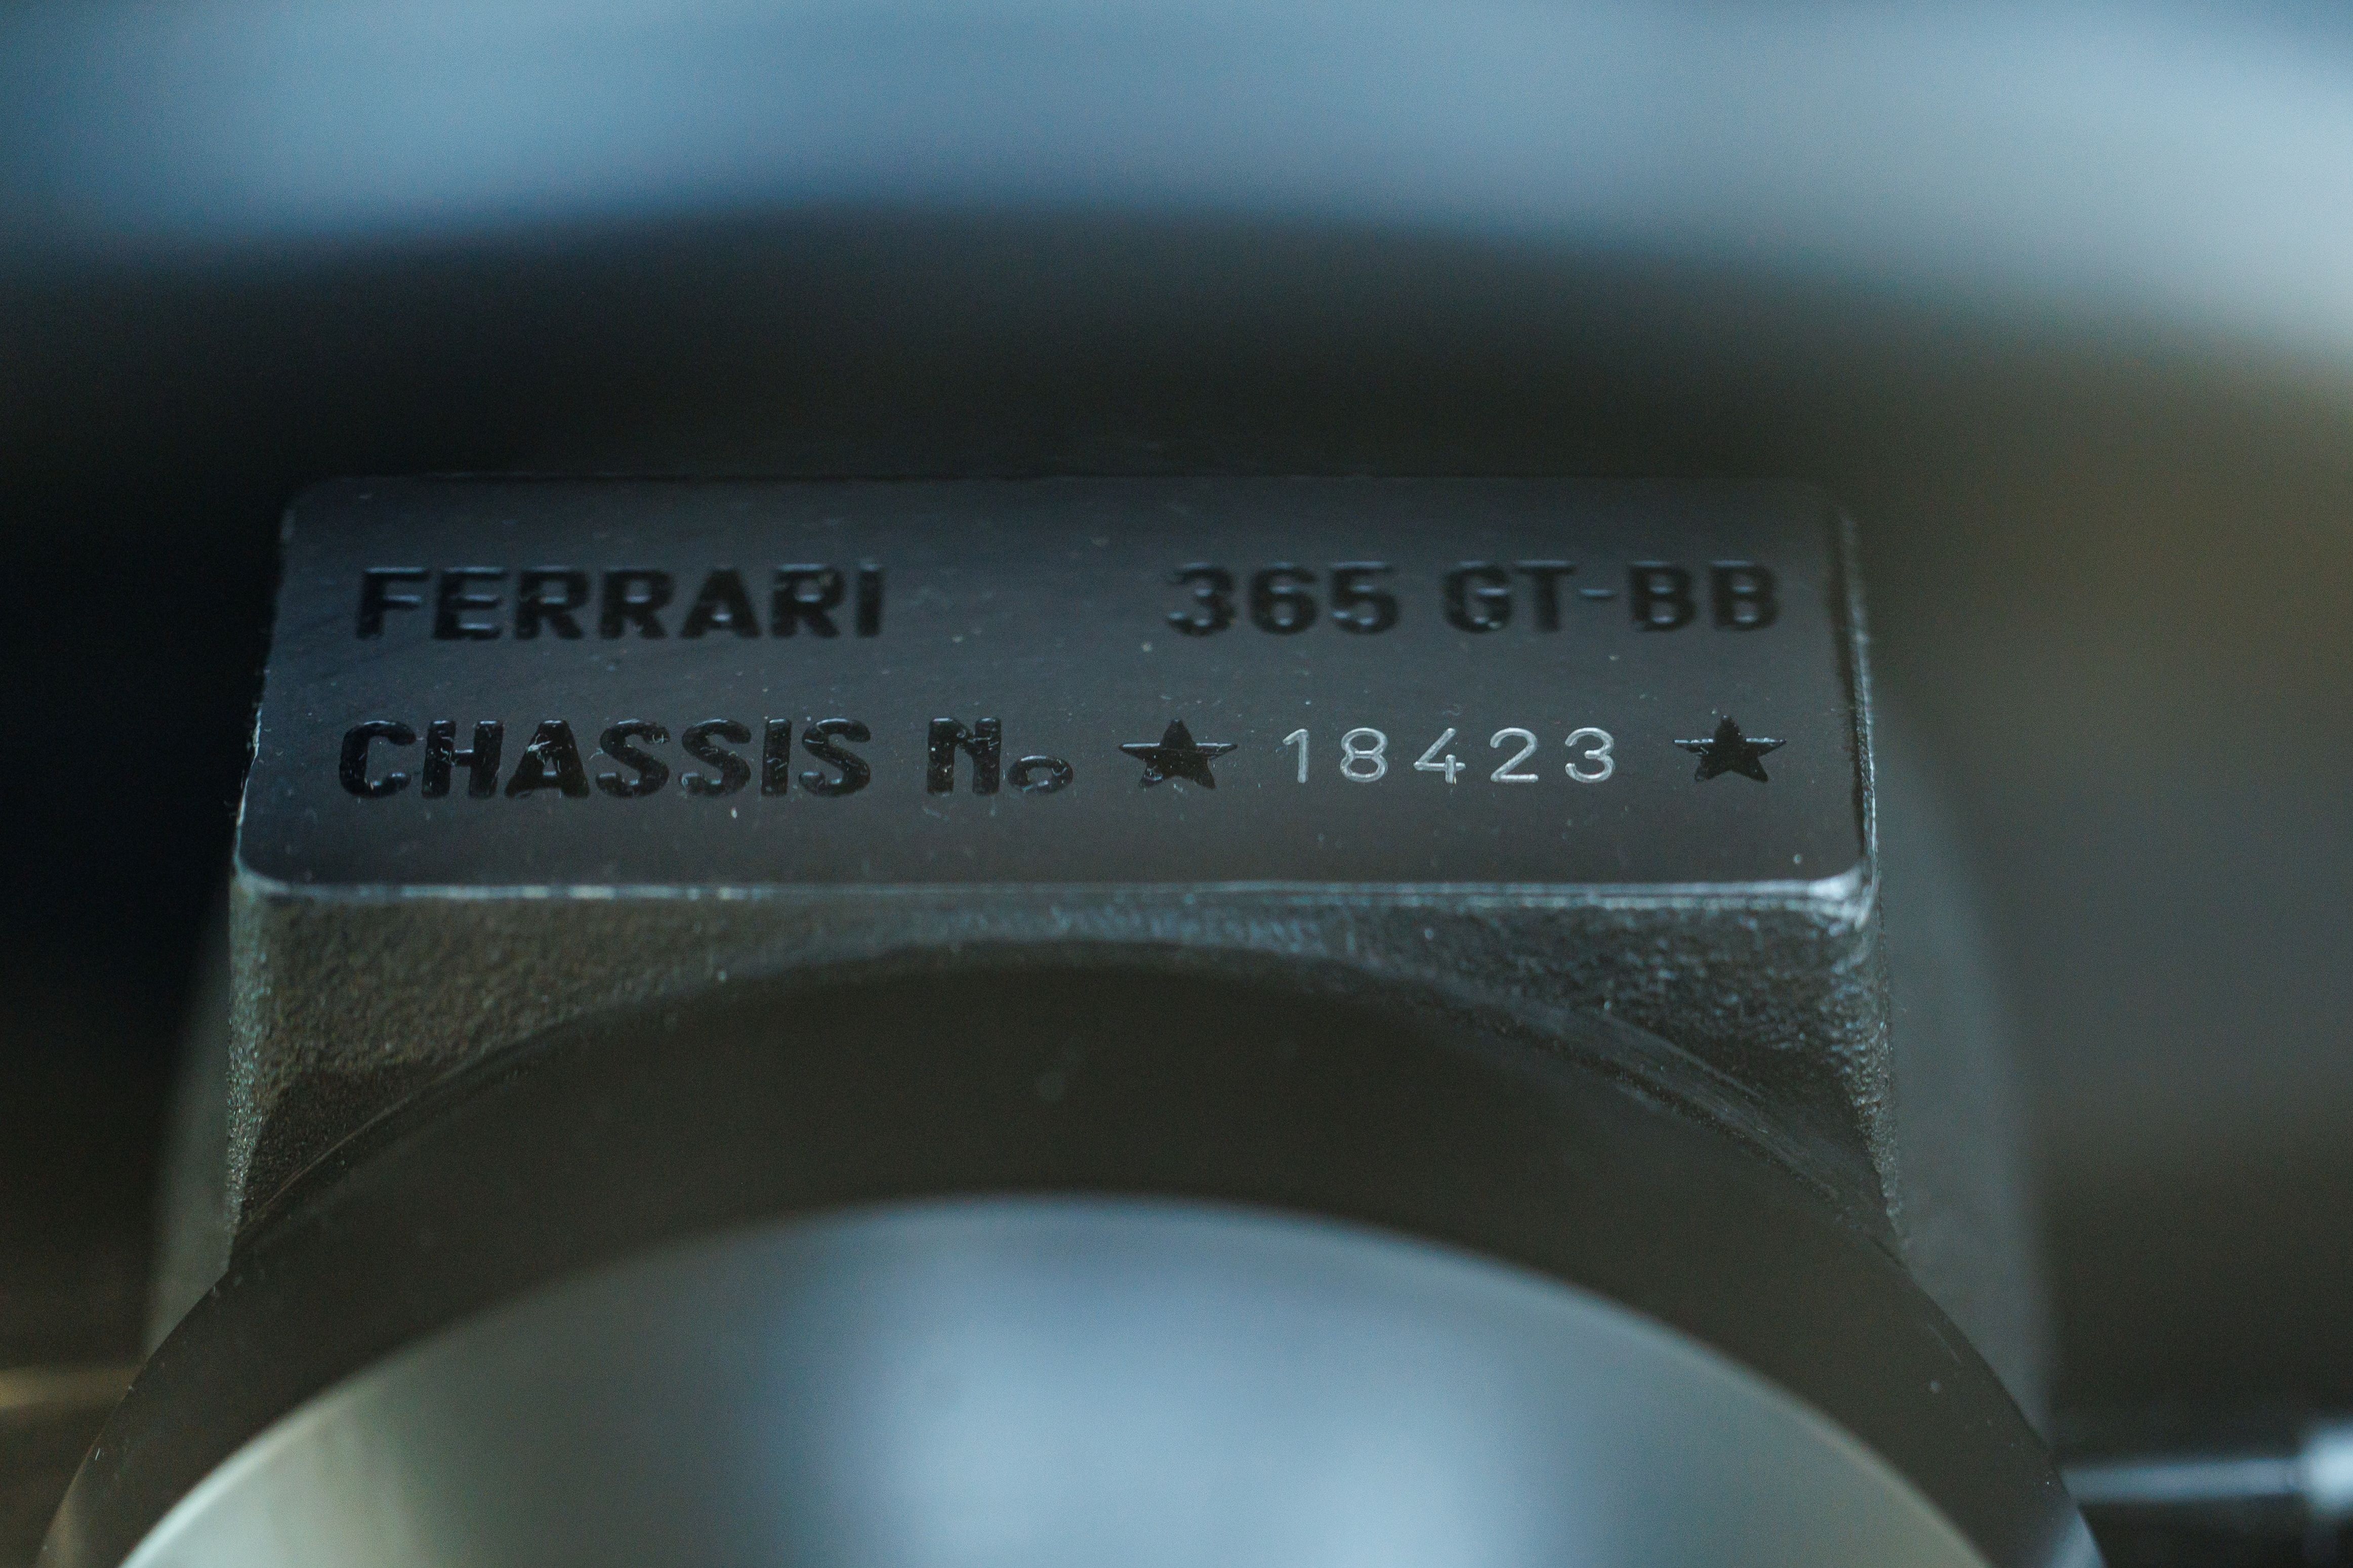 FERRARI 365 GT-BB
CHASSIS No ★ 18423 ★